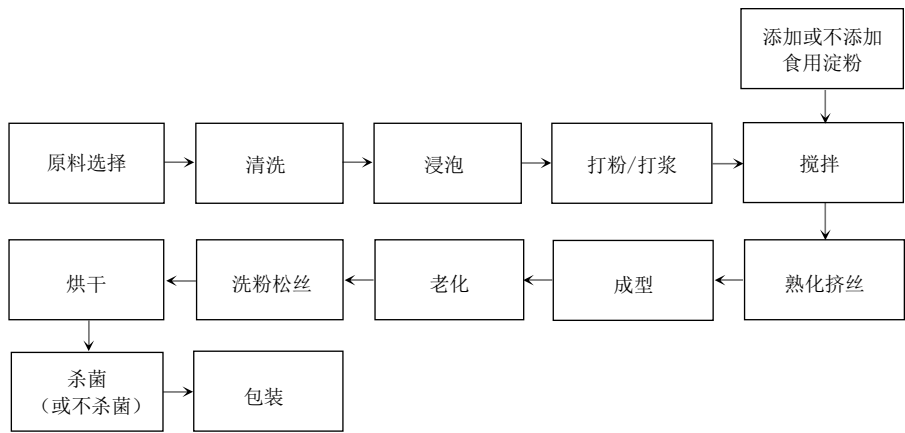 添加或不添加
食用淀粉
原料选择
清洗
浸泡
打粉/打浆
搅拌
熟化挤丝
成型
老化
洗粉松丝
烘干
杀菌
（或不杀菌）
包装